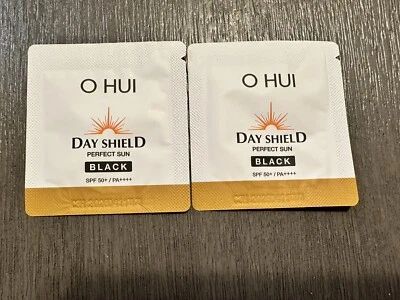 O HUI
DAY SHIELD
PERFECT SUN
BLACK
SPF 50+ / PA++++
O HUI
DAY SHIELD
PERFECT SUN
BLACK
SPF 50+ / PA++++